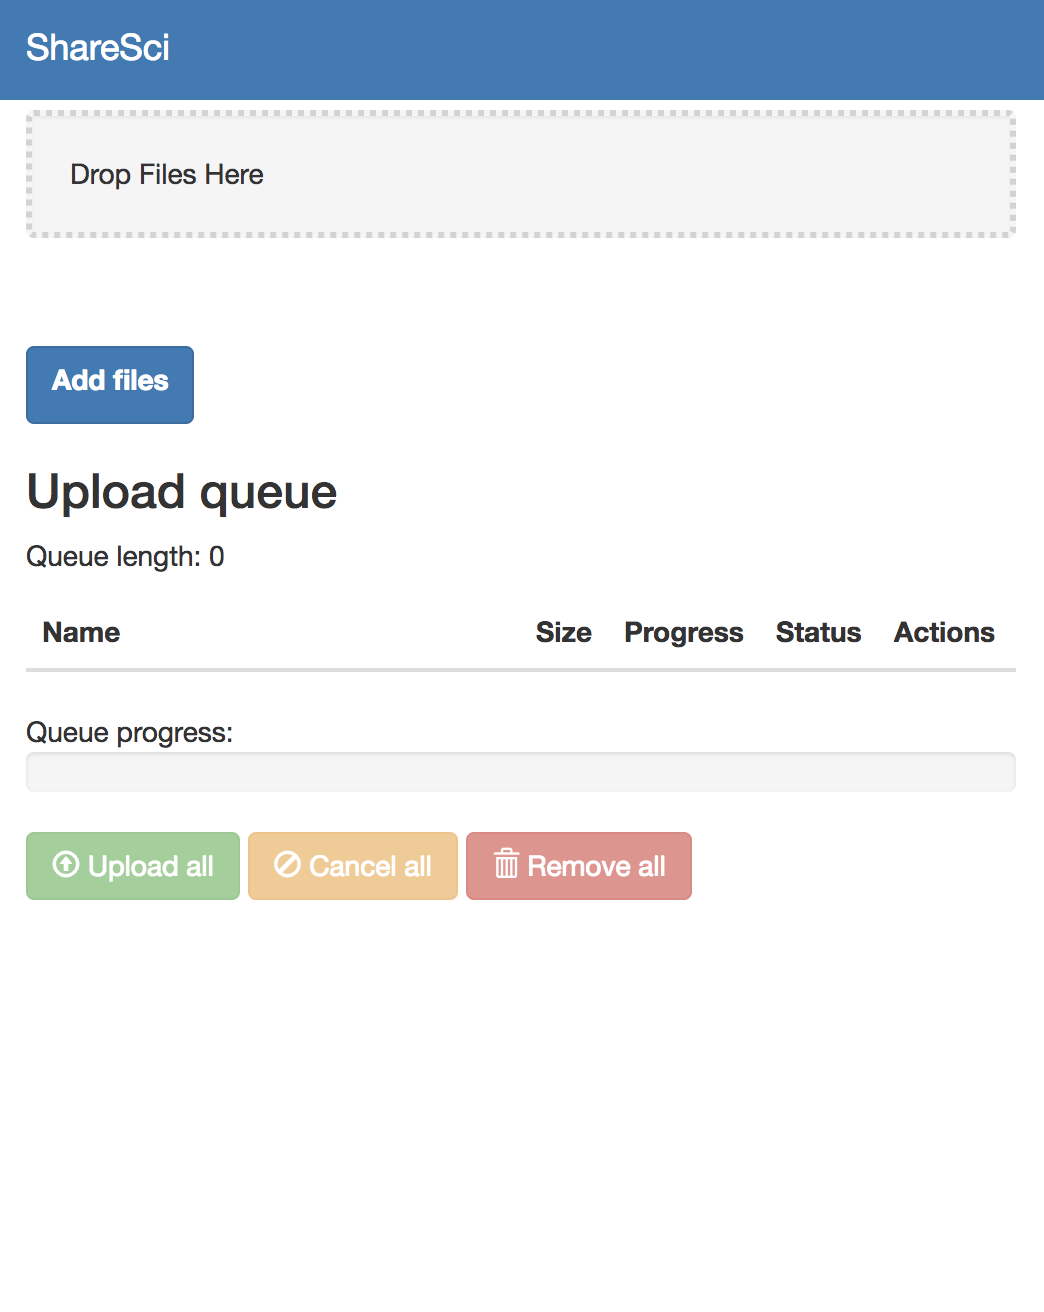 ShareSci
Drop Files Here
Add files
Upload queue
Queue length: 0
Name Size Progress Status Actions
Queue progress:
Upload all Cancel all Remove all